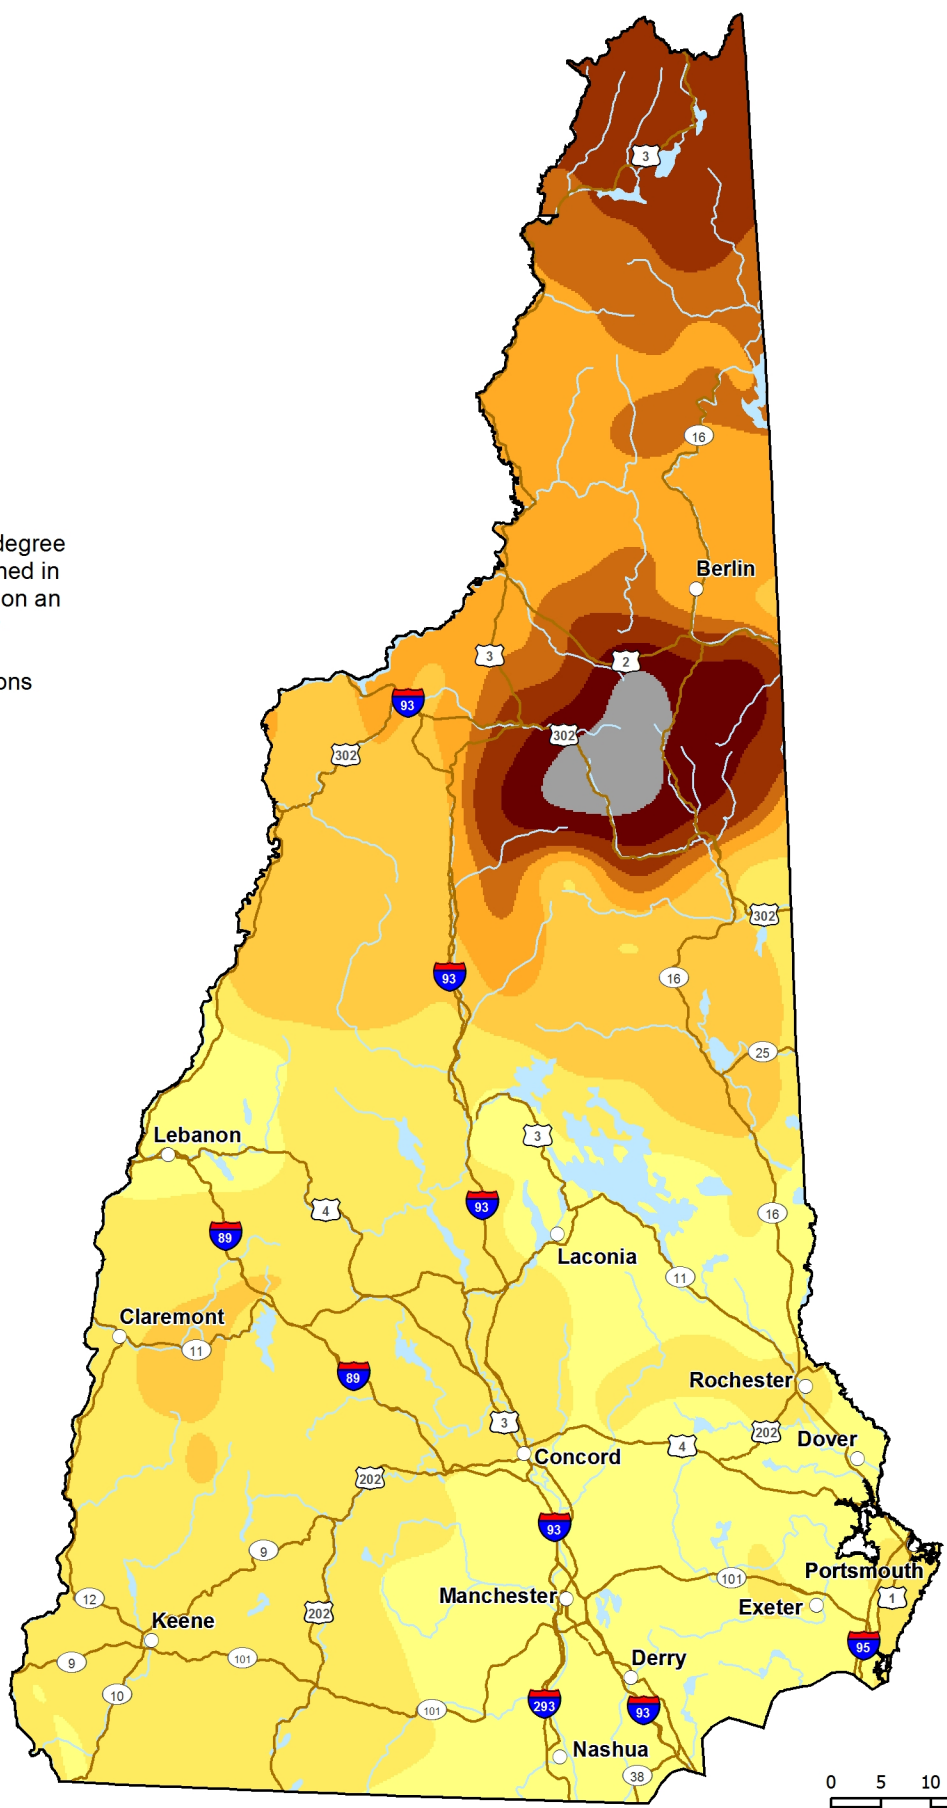 3
16
degree
ned in
on an
Berlin
ons
3
2
93
302
302
302
93
16
25
Lebanon
3
4
93
16
89
Laconia
11
Claremont
11
89
Rochester
3
202
Dover
4
Concord
202
93
9
Portsmouth
101
12
Manchester
1
Exeter
202
Keene
95
101
9
Derry
10
293
93
101
Nashua
38
0 5 10